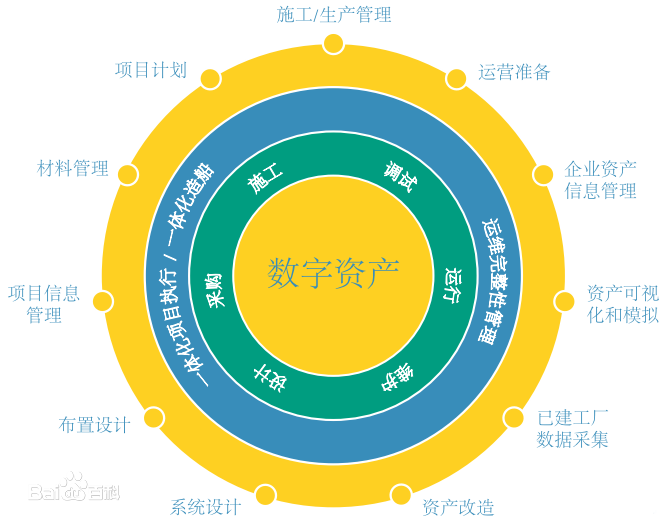 施工/生产管理
项目计划
运营准备
材料管理
企业资产
信息管理
项目信息
管理
资产可视
化和模拟
布置设计
已建工厂
数据采集
系统设计
资产改造
一体化项目执行 / 一体化造船
运维完整性管理
施工
调试
采购
运行
设计
维护
数字资产
Baidu百科